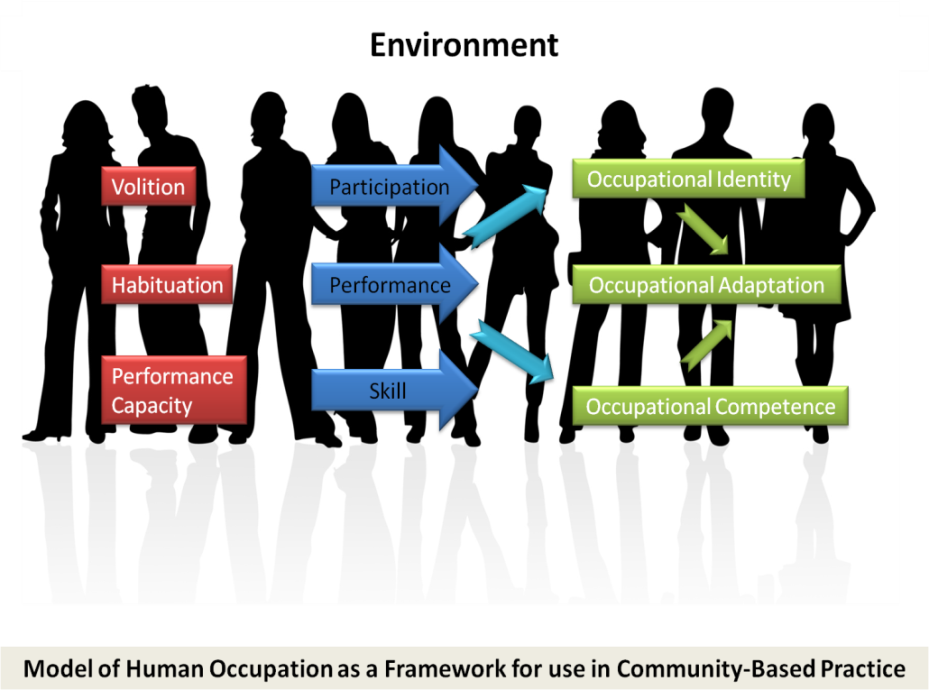 Environment
Volition
Participation
Occupational Identity
Habituation
Performance
Occupational Adaptation
Performance
Capacity
Skill
Occupational Competence
Model of Human Occupation as a Framework for use in Community-Based Practice